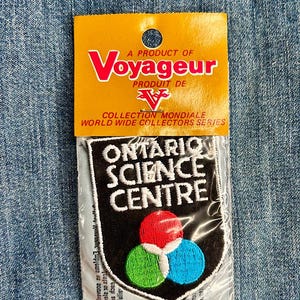 A PRODUCT OF
Voyageur
PRODUIT DE
COLLECTION MONDIALE
WORLD WIDE COLLECTORS SERIES
ONTARIO
SCIENCE
CENTRE